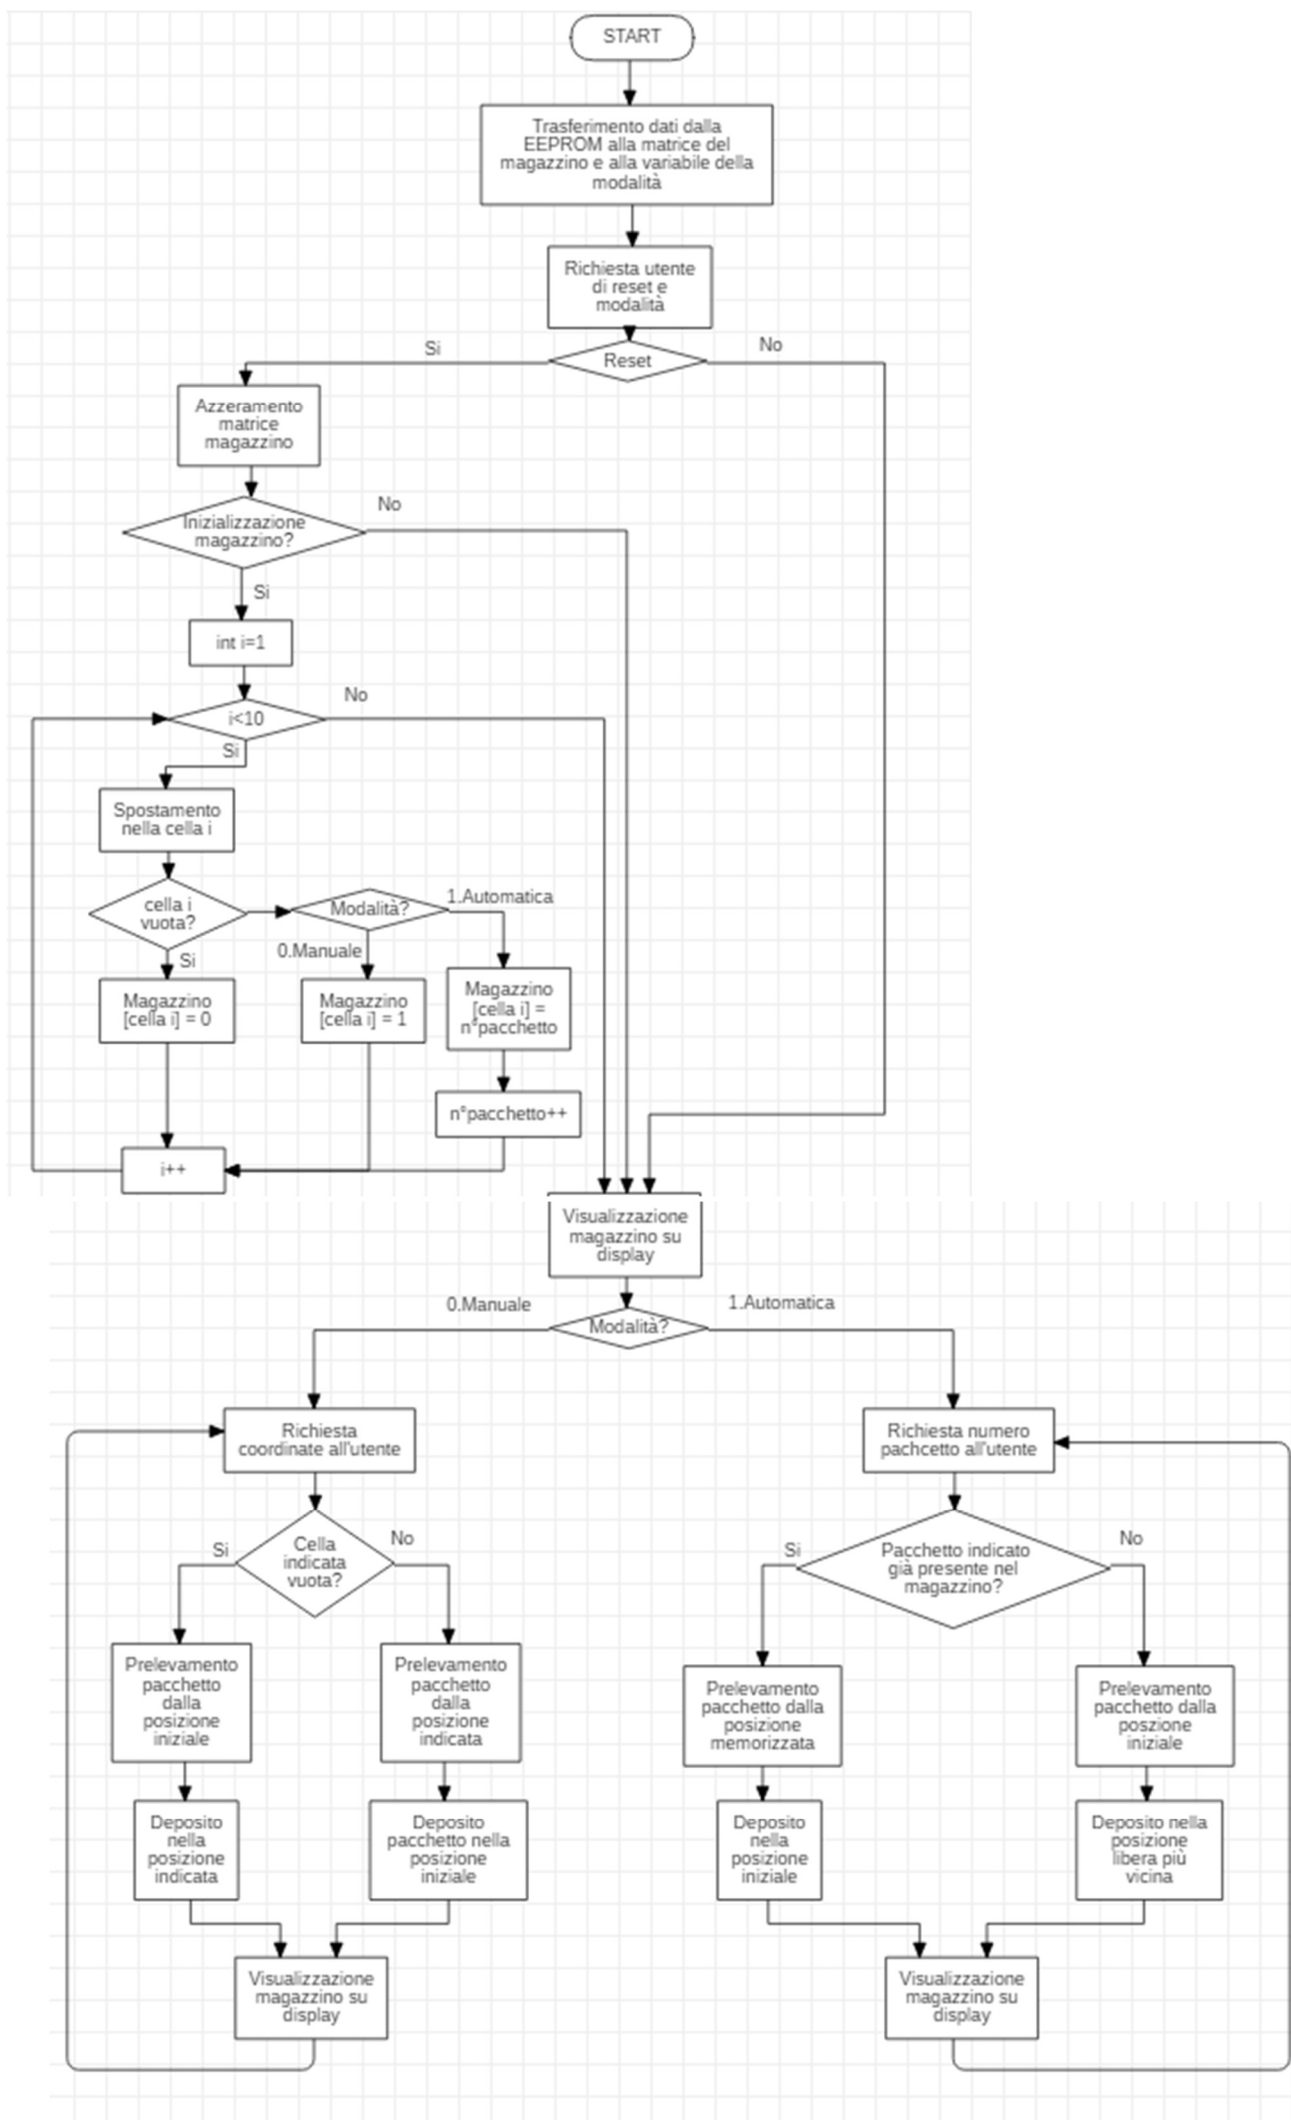 START
Trasferimento dati dalla
EEPROM alla matrice del
magazzino e alla variabile della
modalità
Richiesta utente
di reset e
modalità
Si
Reset
No
Azzeramento
matrice
magazzino
Inizializzazione
magazzino?
No
Si
int i=1
i<10
No
Si
Spostamento
nella cella i
cella i
vuota?
Modalità?
1.Automatica
0.Manuale
Si
Magazzino
[cella i] = 0
Magazzino
[cella i] = 1
Magazzino
[cella i] =
n°pacchetto
n°pacchetto++
i++
Visualizzazione
magazzino su
display
0.Manuale
Modalità?
1.Automatica
Richiesta
coordinate all'utente
Richiesta numero
pachcetto all'utente
Si
Cella
indicata
vuota?
No
Si
Pacchetto indicato
già presente nel
magazzino?
No
Prelevamento
pacchetto
dalla
posizione
iniziale
Prelevamento
pacchetto
dalla
posizione
indicata
Prelevamento
pacchetto dalla
posizione
memorizzata
Prelevamento
pacchetto dalla
poszione
iniziale
Deposito
nella
posizione
indicata
Deposito
pacchetto nella
posizione
iniziale
Deposito
nella
posizione
iniziale
Deposito nella
posizione
libera più
vicina
Visualizzazione
magazzino su
display
Visualizzazione
magazzino su
display